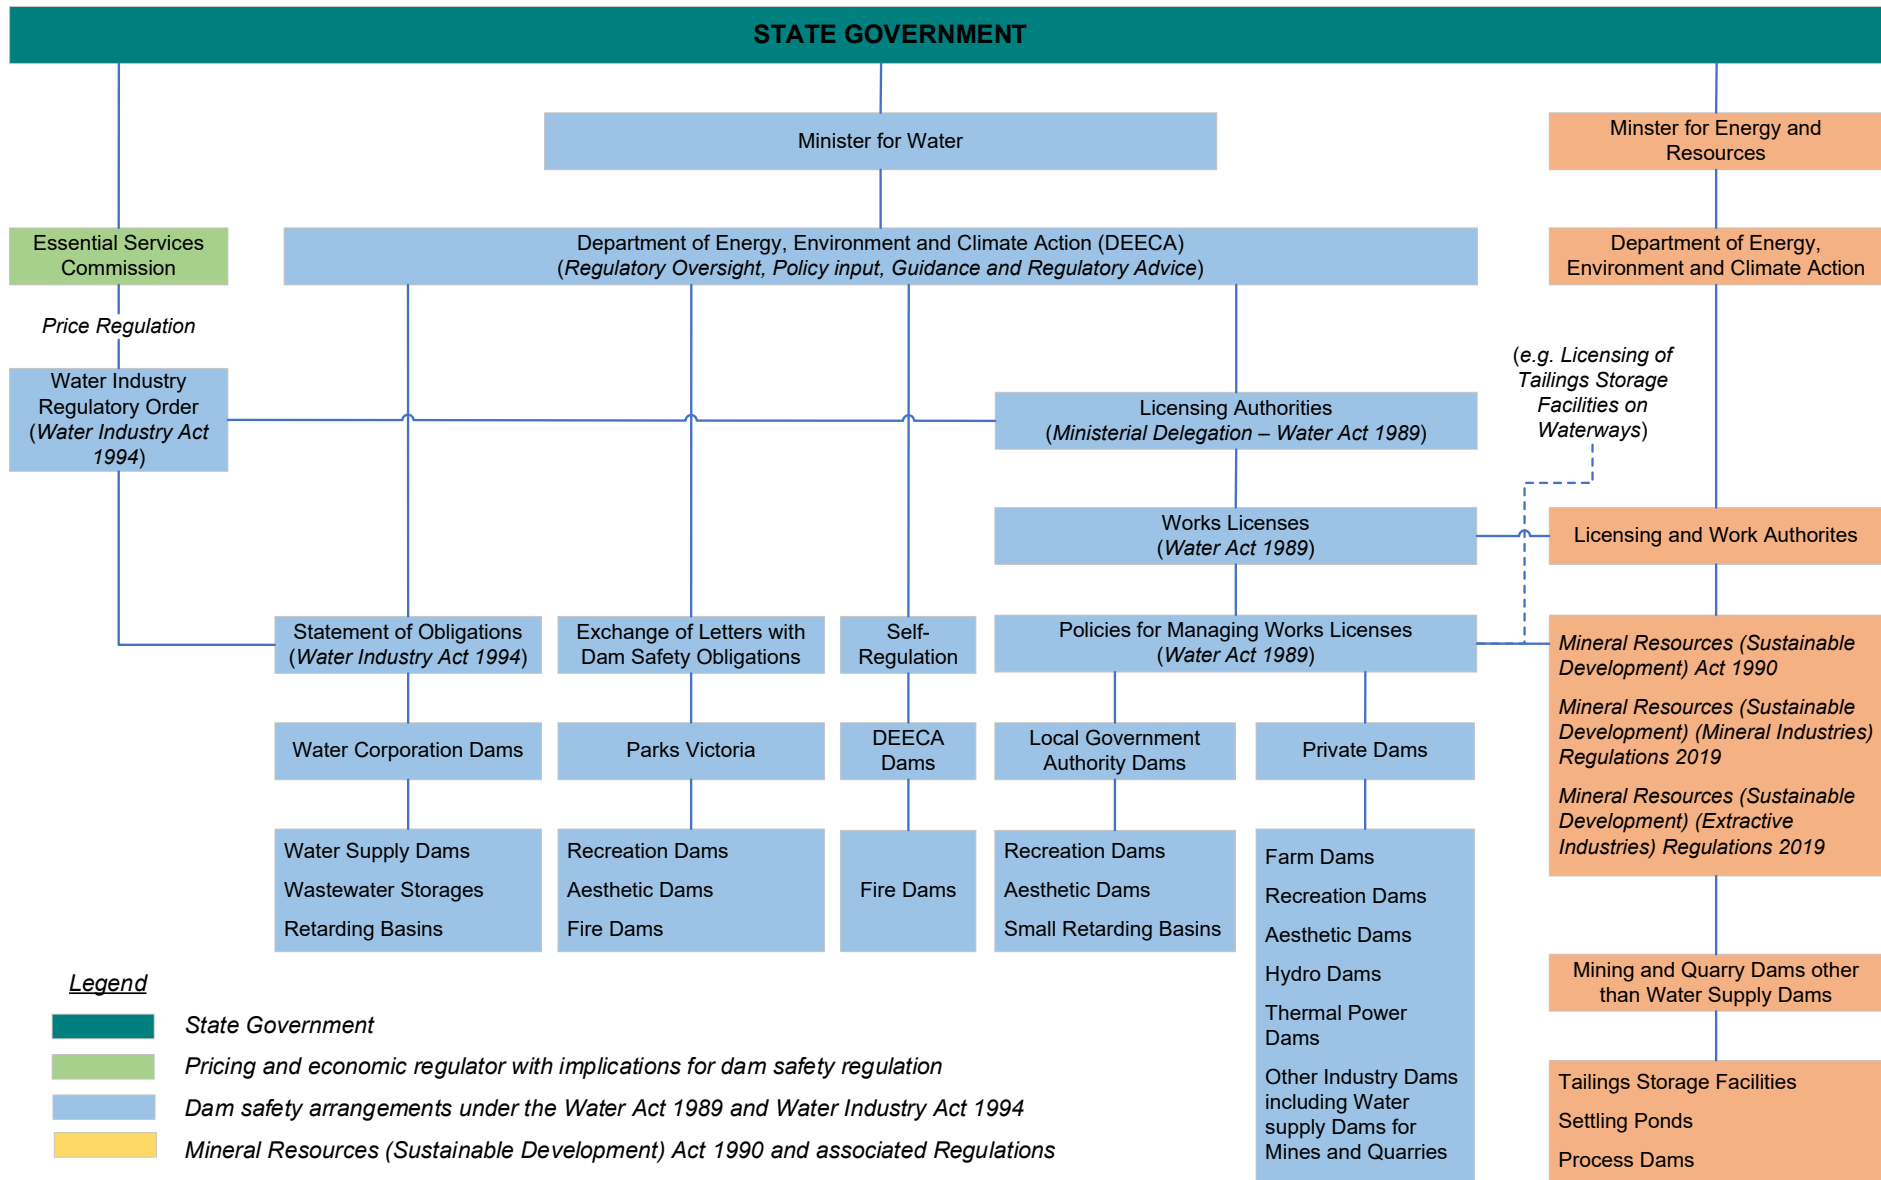 STATE GOVERNMENT
Minister for Water
Minster for Energy and
Resources
Essential Services
Commission
Department of Energy, Environment and Climate Action (DEECA)
(Regulatory Oversight, Policy input, Guidance and Regulatory Advice)
Department of Energy,
Environment and Climate Action
Price Regulation
(e.g. Licensing of
Tailings Storage
Facilities on
Waterways)
Water Industry
Regulatory Order
(Water Industry Act
1994)
Licensing Authorities
(Ministerial Delegation – Water Act 1989)
Works Licenses
(Water Act 1989)
Licensing and Work Authorites
Statement of Obligations
(Water Industry Act 1994)
Exchange of Letters with
Dam Safety Obligations
Self-
Regulation
Policies for Managing Works Licenses
(Water Act 1989)
Mineral Resources (Sustainable
Development) Act 1990
Mineral Resources (Sustainable
Development) (Mineral Industries)
Regulations 2019
Mineral Resources (Sustainable
Development) (Extractive
Industries) Regulations 2019
Water Corporation Dams
Parks Victoria
DEECA
Dams
Local Government
Authority Dams
Private Dams
Water Supply Dams
Wastewater Storages
Retarding Basins
Recreation Dams
Aesthetic Dams
Fire Dams
Fire Dams
Recreation Dams
Aesthetic Dams
Small Retarding Basins
Farm Dams
Recreation Dams
Aesthetic Dams
Hydro Dams
Thermal Power
Dams
Other Industry Dams
including Water
supply Dams for
Mines and Quarries
Mining and Quarry Dams other
than Water Supply Dams
Tailings Storage Facilities
Settling Ponds
Process Dams
Legend
State Government
Pricing and economic regulator with implications for dam safety regulation
Dam safety arrangements under the Water Act 1989 and Water Industry Act 1994
Mineral Resources (Sustainable Development) Act 1990 and associated Regulations